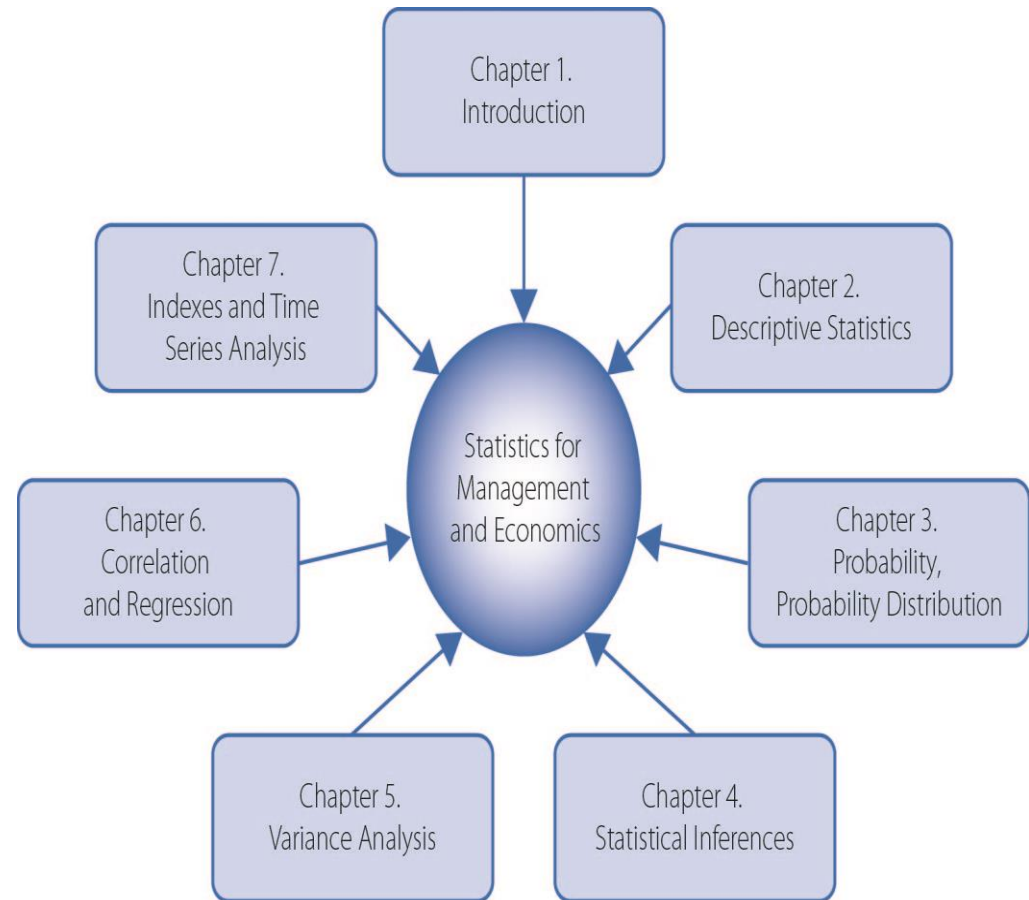 Chapter 1.
Introduction
Chapter 2.
Descriptive Statistics
Chapter 3.
Probability,
Probability Distribution
Chapter 4.
Statistical Inferences
Chapter 5.
Variance Analysis
Chapter 6.
Correlation
and Regression
Chapter 7.
Indexes and Time
Series Analysis
Statistics for
Management
and Economics